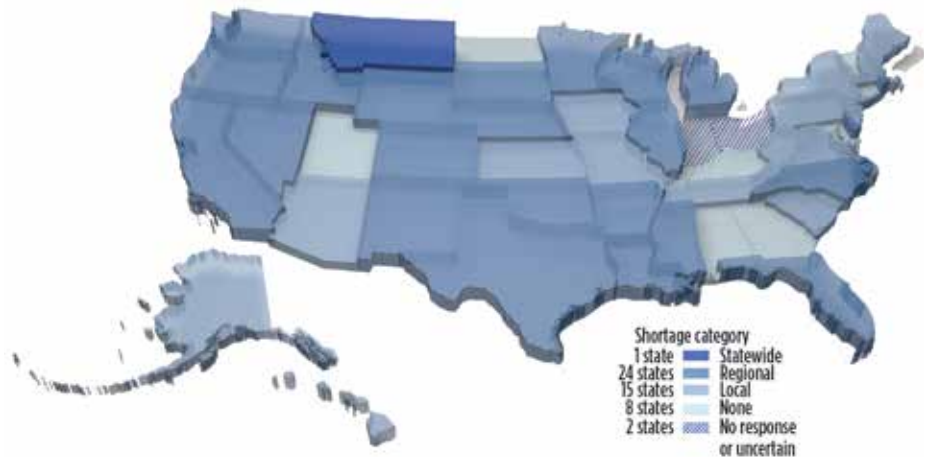 Shortage category
1 state Statewide
24 states Regional
15 states Local
8 states None
2 states No response
or uncertain